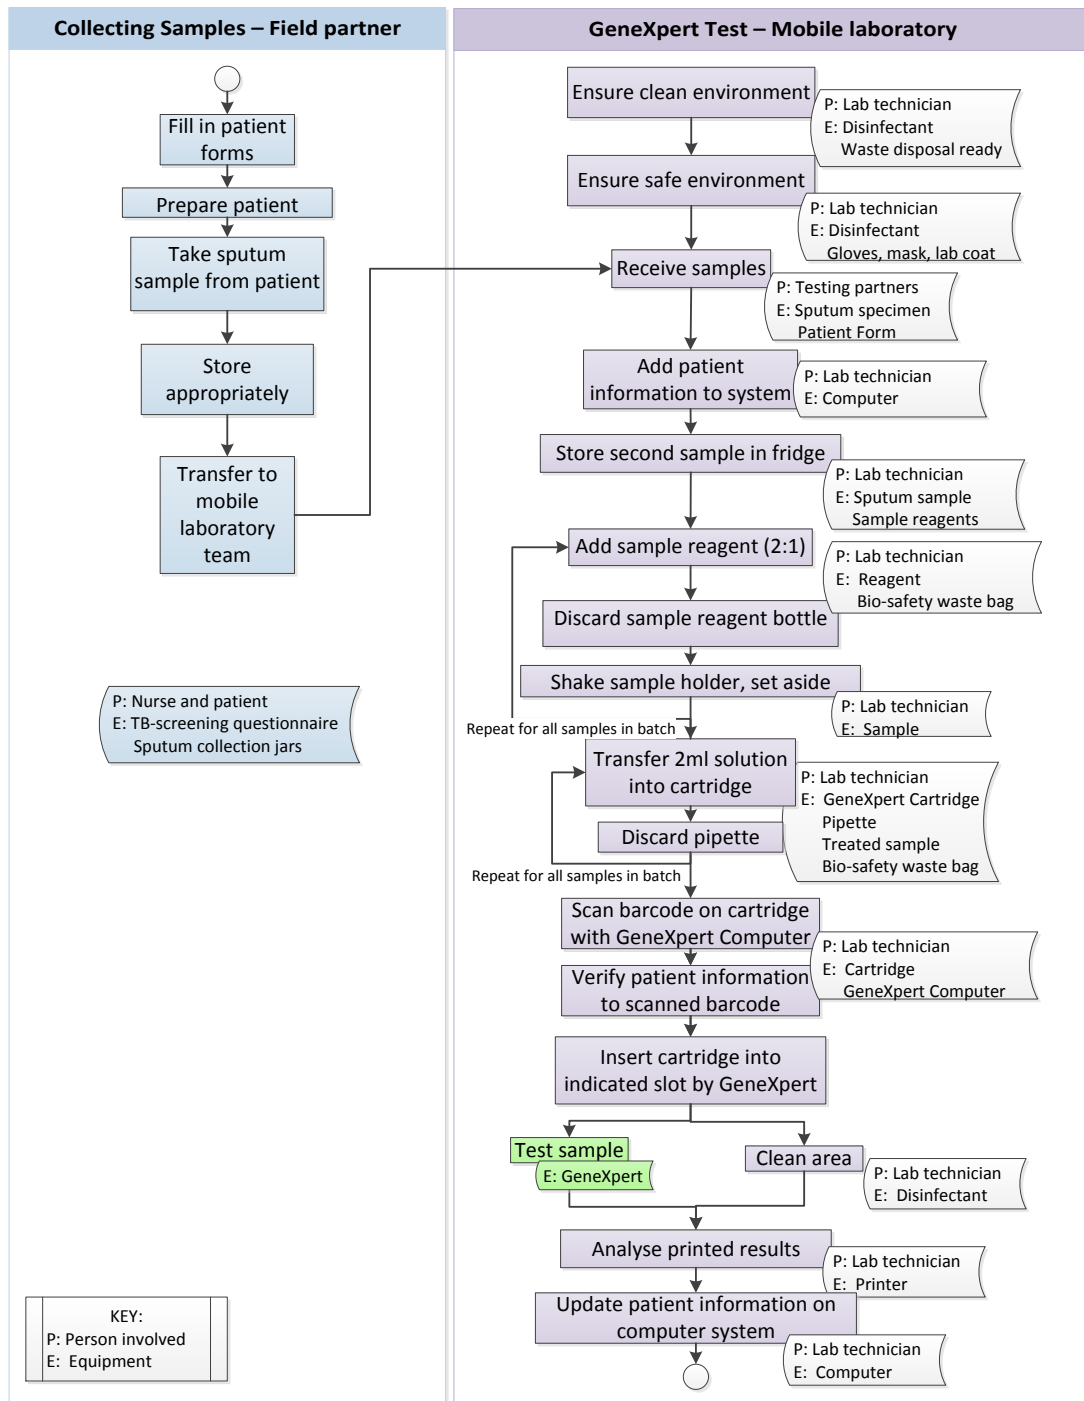 Collecting Samples – Field partner
Fill in patient
forms
Prepare patient
Take sputum
sample from patient
Store
appropriately
Transfer to
mobile
laboratory
team
P: Nurse and patient
E: TB-screening questionnaire
Sputum collection jars
KEY:
P: Person involved
E: Equipment
GeneXpert Test – Mobile laboratory
Ensure clean environment
P: Lab technician
E: Disinfectant
Waste disposal ready
Ensure safe environment
P: Lab technician
E: Disinfectant
Gloves, mask, lab coat
Receive samples
P: Testing partners
E: Sputum specimen
Patient Form
Add patient
information to system
P: Lab technician
E: Computer
Store second sample in fridge
P: Lab technician
E: Sputum sample
Sample reagents
Add sample reagent (2:1)
P: Lab technician
E: Reagent
Bio-safety waste bag
Discard sample reagent bottle
Shake sample holder, set aside
P: Lab technician
E: Sample
Repeat for all samples in batch
Transfer 2ml solution
into cartridge
P: Lab technician
E: GeneXpert Cartridge
Pipette
Treated sample
Bio-safety waste bag
Discard pipette
Repeat for all samples in batch
Scan barcode on cartridge
with GeneXpert Computer
P: Lab technician
E: Cartridge
GeneXpert Computer
Verify patient information
to scanned barcode
Insert cartridge into
indicated slot by GeneXpert
Test sample
E: GeneXpert
Clean area
P: Lab technician
E: Disinfectant
Analyse printed results
P: Lab technician
E: Printer
Update patient information on
computer system
P: Lab technician
E: Computer